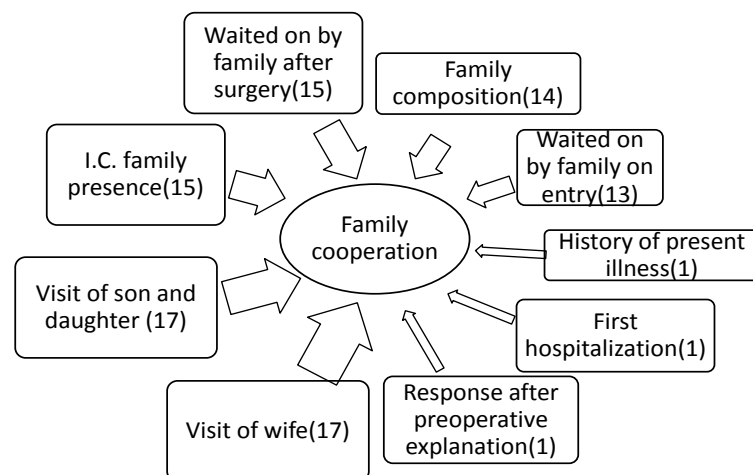 Waited on by
family after
surgery(15)
Family
composition(14)
I.C. family
presence(15)
Waited on
by family on
entry(13)
Family
cooperation
History of present
illness(1)
Visit of son and
daughter (17)
First
hospitalization(1)
Visit of wife(17)
Response after
preoperative
explanation(1)